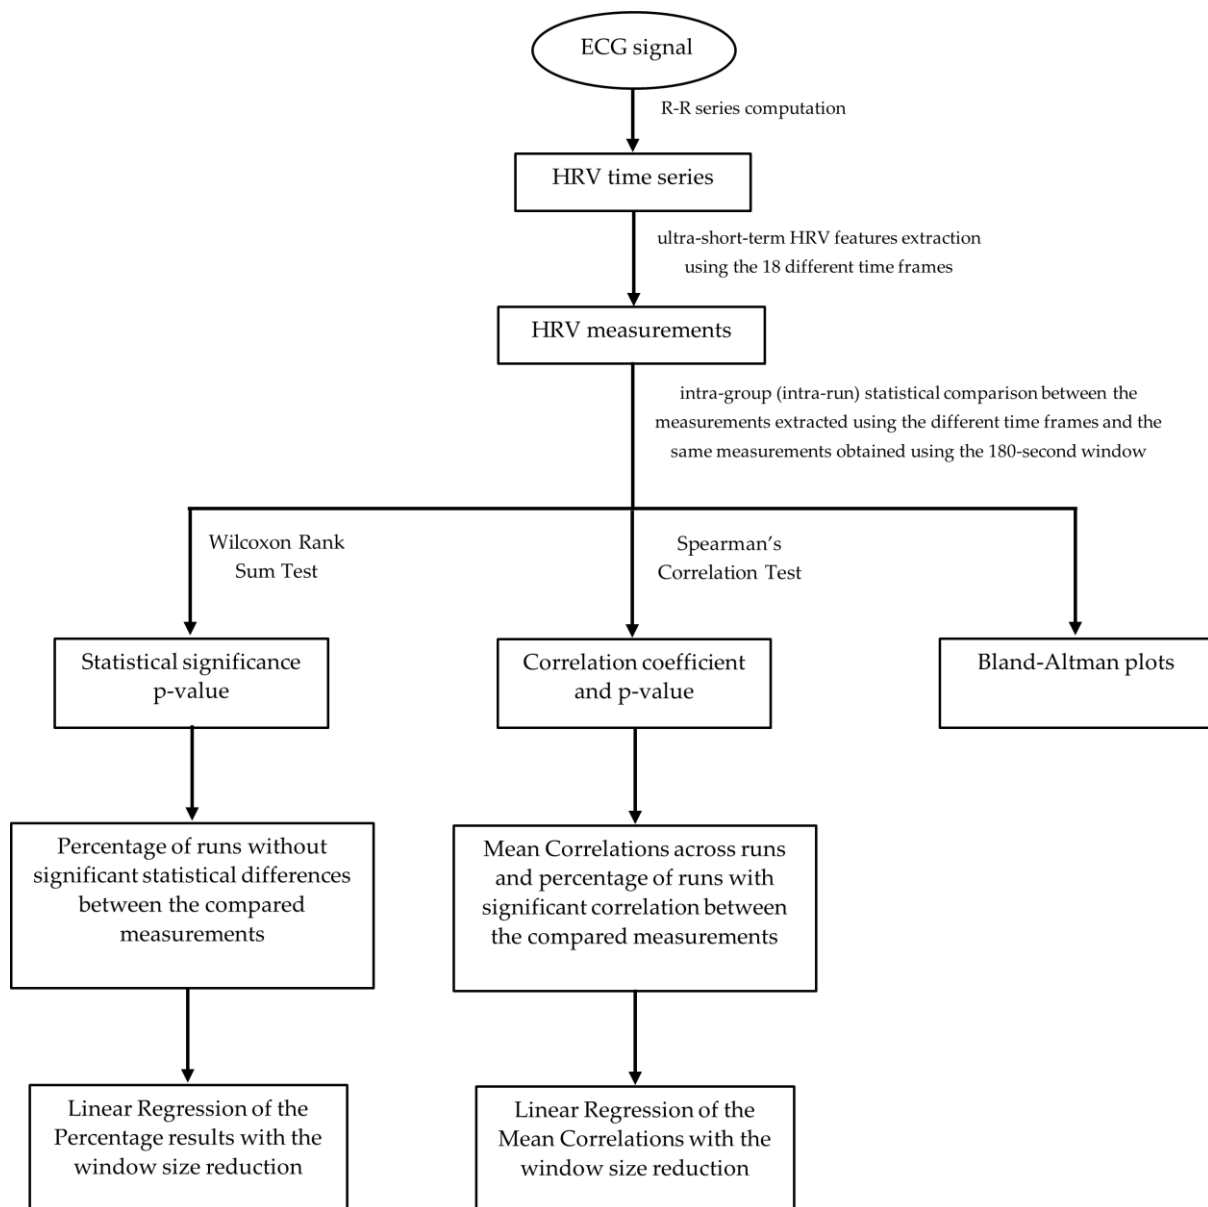 ECG signal
R-R series computation
HRV time series
ultra-short-term HRV features extraction
using the 18 different time frames
HRV measurements
intra-group (intra-run) statistical comparison between the
measurements extracted using the different time frames and the
same measurements obtained using the 180-second window
Wilcoxon Rank
Sum Test
Spearman's
Correlation Test
Statistical significance
p-value
Correlation coefficient
and p-value
Bland-Altman plots
Percentage of runs without
significant statistical differences
between the compared
measurements
Mean Correlations across runs
and percentage of runs with
significant correlation between
the compared measurements
Linear Regression of the
Percentage results with the
window size reduction
Linear Regression of the
Mean Correlations with the
window size reduction